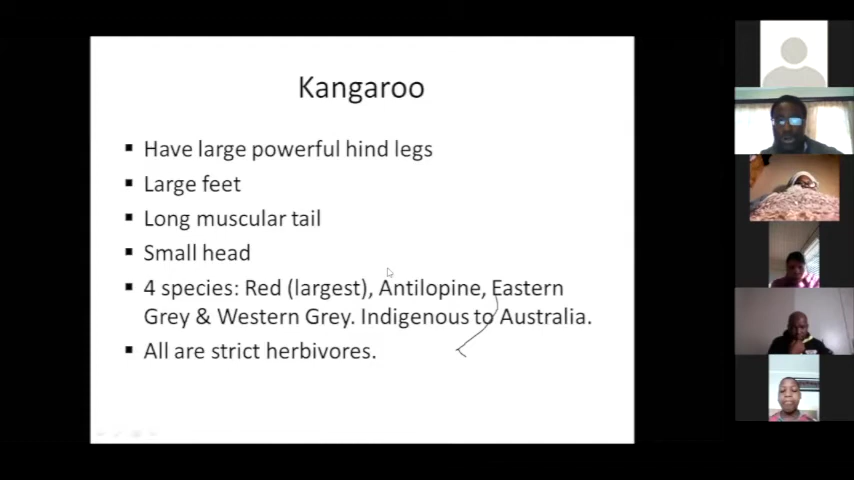 Kangaroo
▪ Have large powerful hind legs
▪ Large feet
▪ Long muscular tail
▪ Small head
▪ 4 species: Red (largest), Antilopine, Eastern
Grey & Western Grey. Indigenous to Australia.
▪ All are strict herbivores.